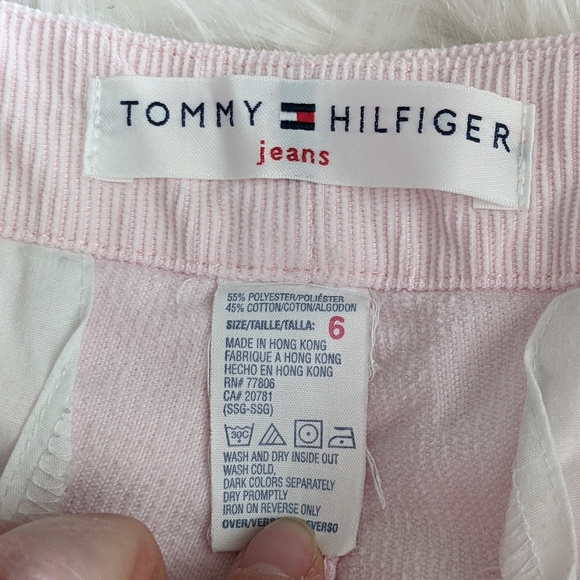 TOMMY HILFIGER
jeans
55% POLYESTER/POLIÉSTER
45% COTTON/COTON/ALGODON
SIZE/TAILLE/TALLA: 6
MADE IN HONG KONG
FABRIQUE A HONG KONG
HECHO EN HONG KONG
RN# 77806
CA# 20781
(SSG-SSG)
30C
WASH AND DRY INSIDE OUT
WASH COLD,
DARK COLORS SEPARATELY
DRY PROMPTLY
IRON ON REVERSE ONLY